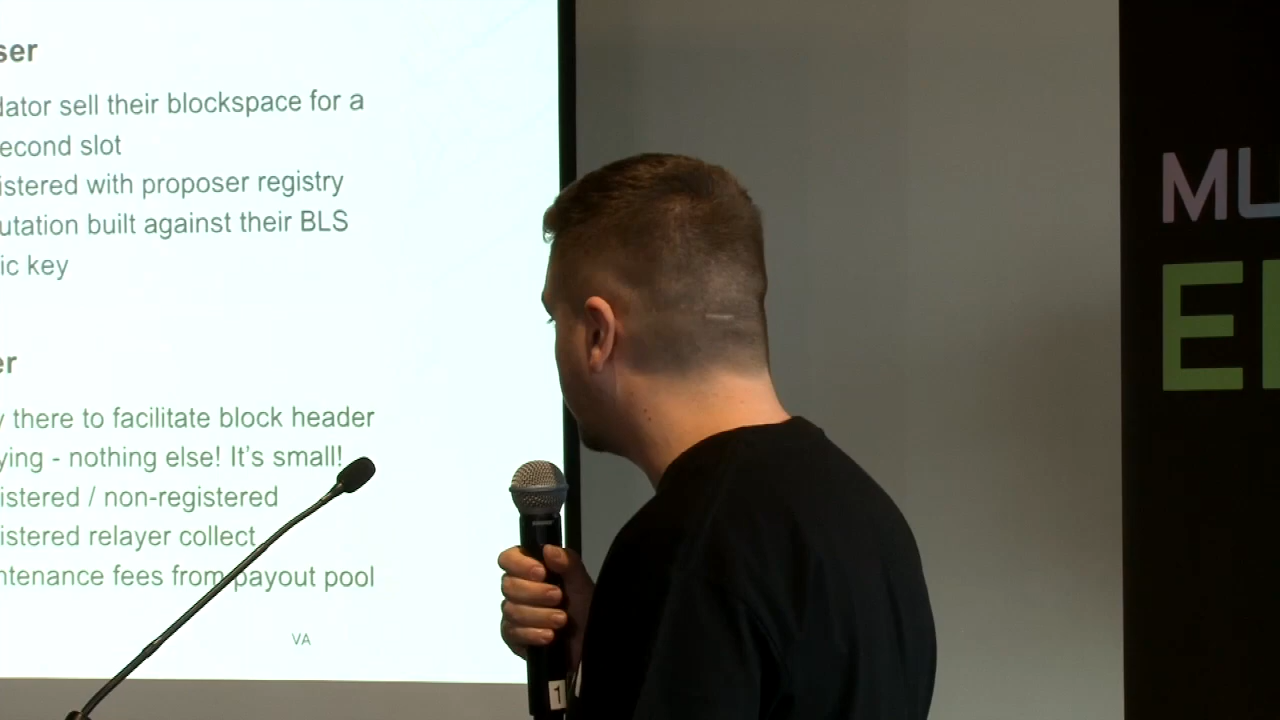 ser
dator sell their blockspace for a
econd slot
istered with proposer registry
utation built against their BLS
ic key
er
y there to facilitate block header
ying - nothing else! It's small!
istered / non-registered
istered relayer collect
ntenance fees from payout pool
VA
1
ML
E